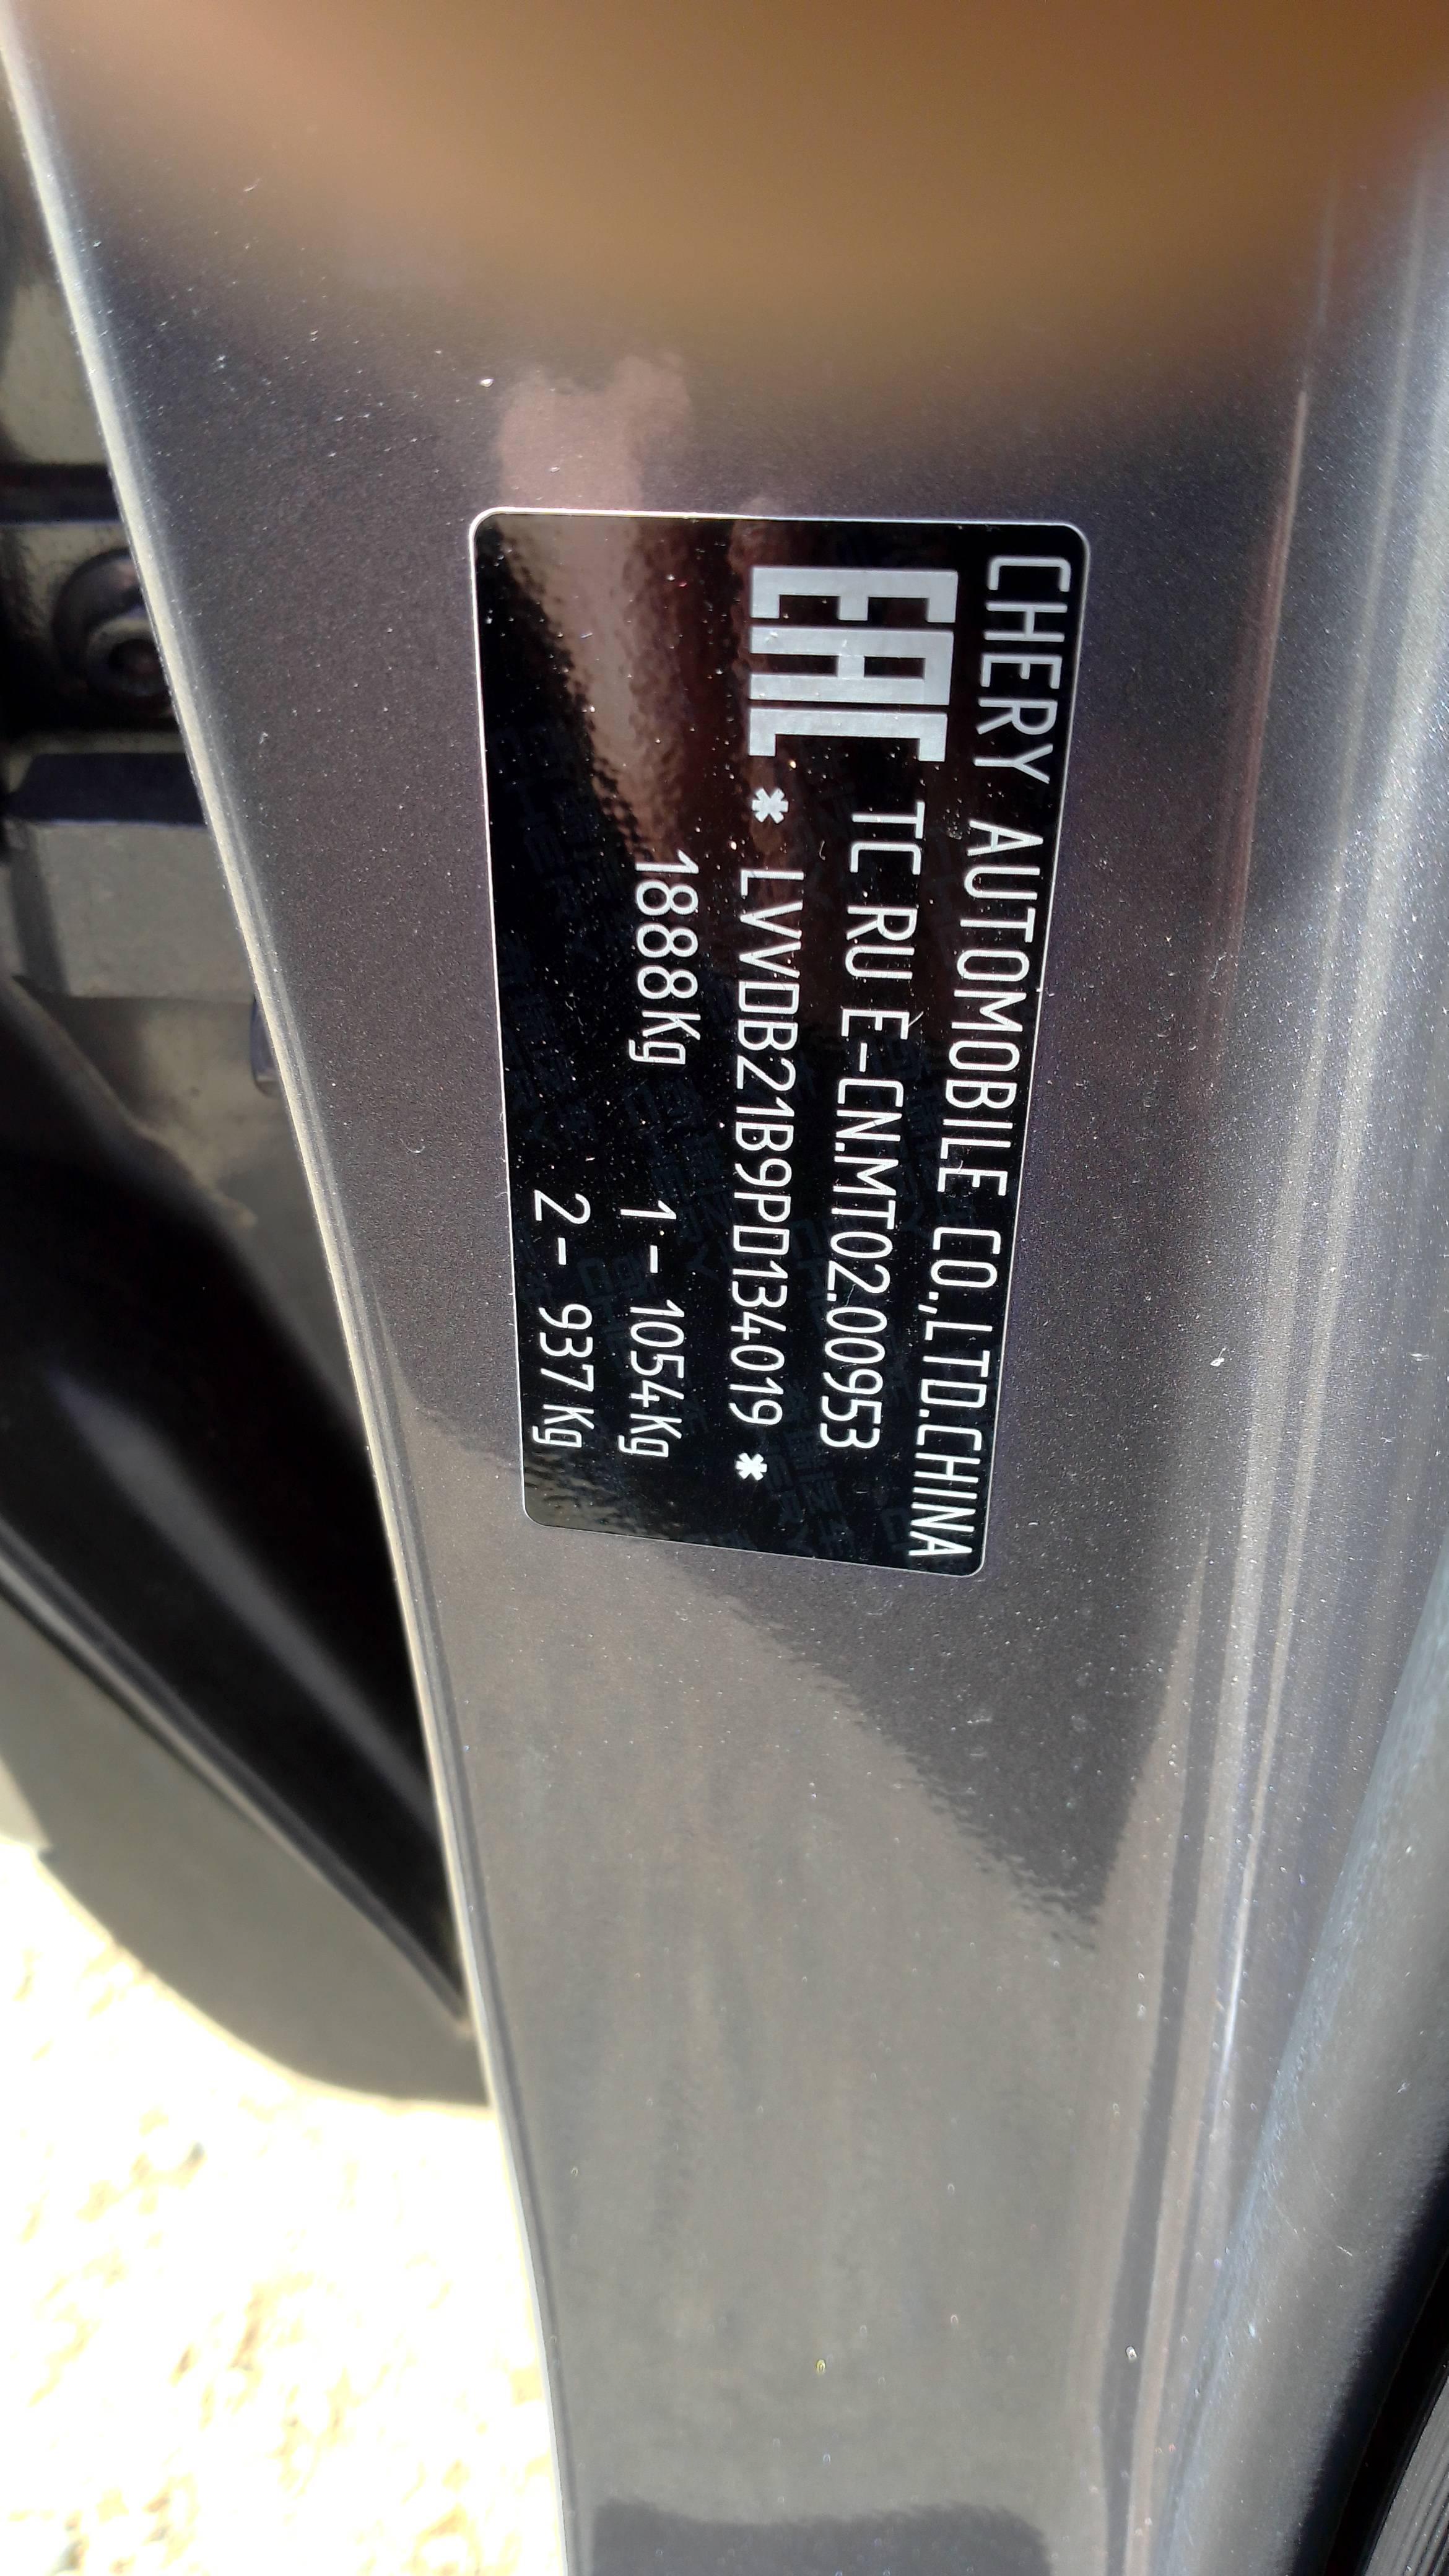 CHERY AUTOMOBILE CO.,LTD.CHINA
EAC TC RU E-CN.MT02.00953
* LVVDB21B9PD134019 *
1888Kg 1 - 1054Kg
2 - 937Kg